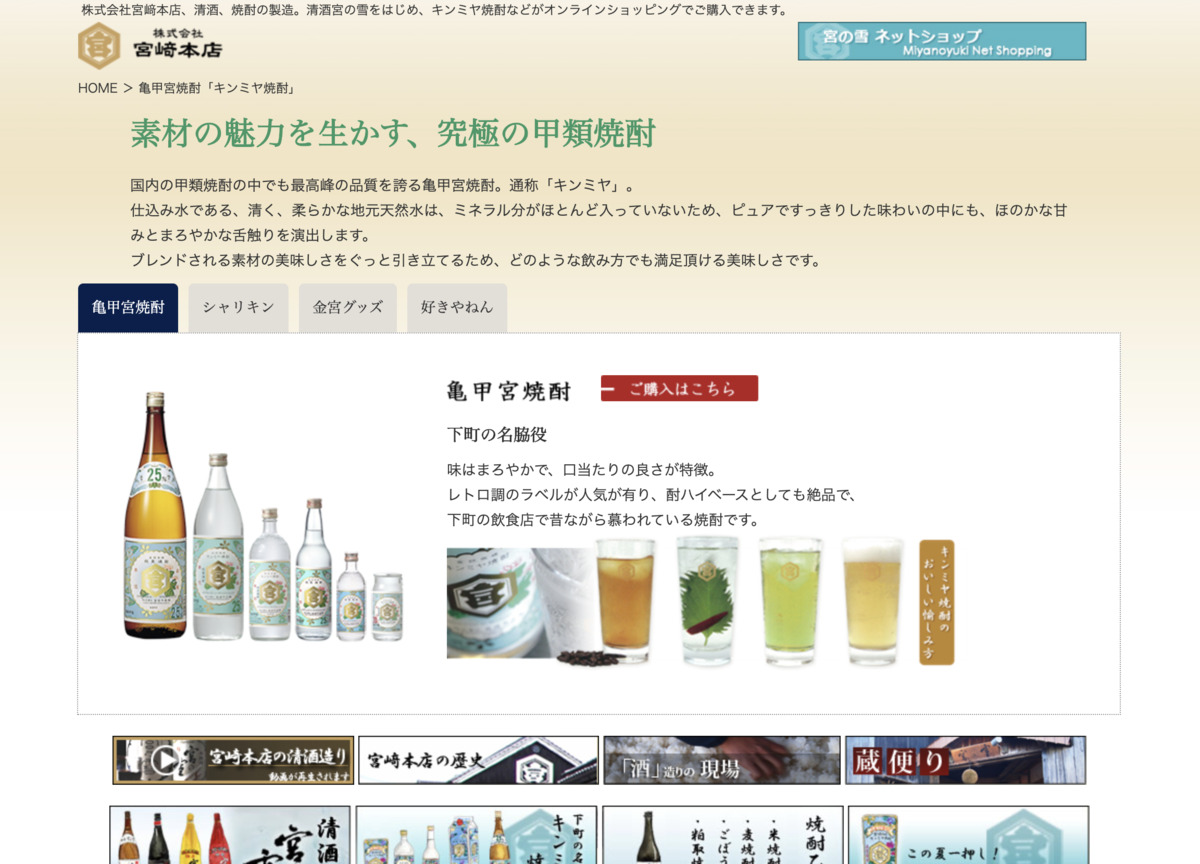 株式会社宮﨑本店、清酒、焼酎の製造。清酒宮の雪をはじめ、キンミヤ焼酎などがオンラインショッピングでご購入できます。
株式会社
宮﨑本店
宮の雪 ネットショップ
Miyanoyuki Net Shopping
HOME ＞ 亀甲宮焼酎「キンミヤ焼酎」
素材の魅力を生かす、究極の甲類焼酎
国内の甲類焼酎の中でも最高峰の品質を誇る亀甲宮焼酎。通称「キンミヤ」。
仕込み水である、清く、柔らかな地元天然水は、ミネラル分がほとんど入っていないため、ピュアですっきりした味わいの中にも、ほのかな甘
みとまろやかな舌触りを演出します。
ブレンドされる素材の美味しさをぐっと引き立てるため、どのような飲み方でも満足頂ける美味しさです。
亀甲宮焼酎
シャリキン
金宮グッズ
好きやねん
亀甲宮焼酎
ご購入はこちら
下町の名脇役
味はまろやかで、口当たりの良さが特徴。
レトロ調のラベルが人気が有り、酎ハイベースとしても絶品で、
下町の飲食店で昔ながら慕われている焼酎です。
25%
宮
25
キンミヤ焼酎の
おいしい愉しみ方
宮﨑本店の清酒造り
動画が再生されます
宮﨑本店の歴史
「酒」造りの現場
蔵便り
清酒
宮
下町の名
キンミ
焼酎乙
・米焼酎
・麦焼酎
・ごぼう
・粕取焼
この夏一押し！